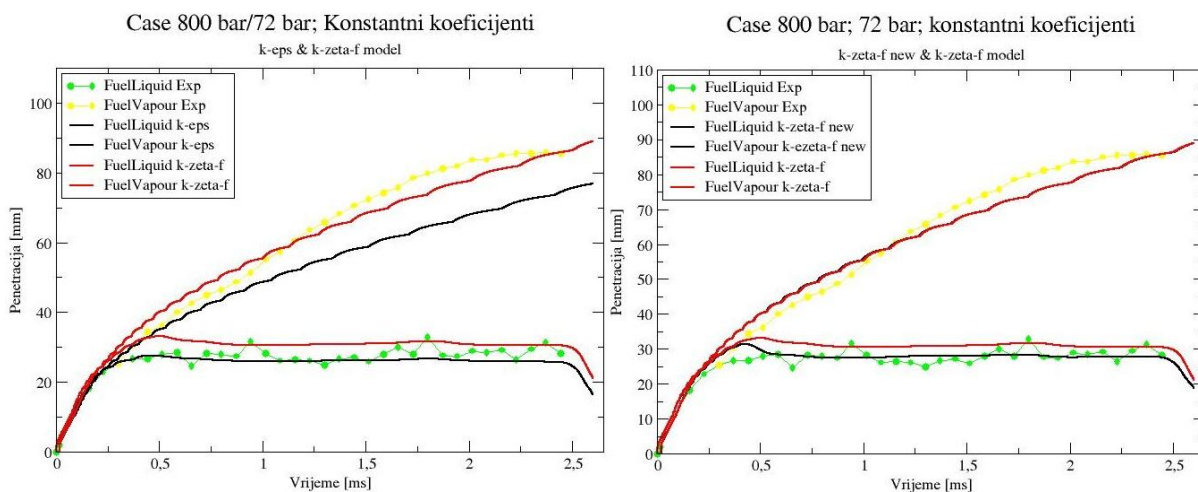 Case 800 bar/72 bar; Konstantni koeficijenti
k-eps & k-zeta-f model
FuelLiquid Exp
FuelVapour Exp
FuelLiquid k-eps
FuelVapour k-eps
FuelLiquid k-zeta-f
FuelVapour k-zeta-f
Penetracija [mm]
100
80
60
40
20
0
0
0,5
1
1,5
2
2,5
Vrijeme [ms]
Case 800 bar; 72 bar; konstantni koeficijenti
k-zeta-f new & k-zeta-f model
FuelLiquid Exp
FuelVapour Exp
FuelLiquid k-zeta-f new
FuelVapour k-ezeta-f new
FuelLiquid k-zeta-f
FuelVapour k-zeta-f
Penetracija [mm]
110
100
90
80
70
60
50
40
30
20
10
0
0
0,5
1
1,5
2
2,5
Vrijeme [ms]